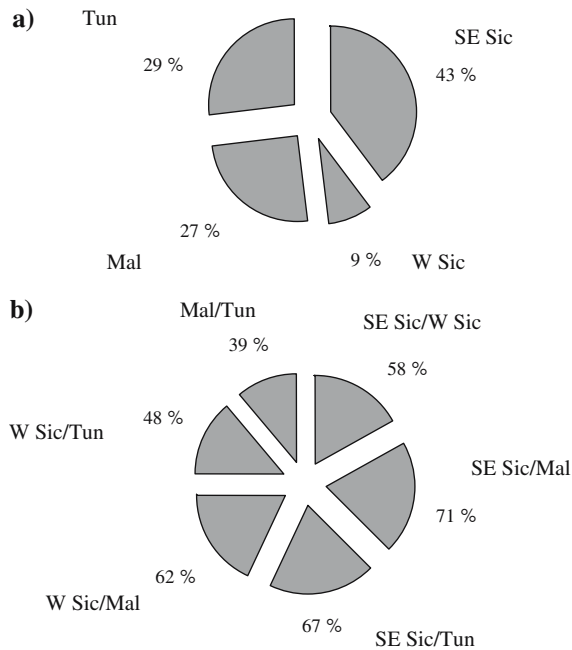 a)
Tun
29 %
SE Sic
43 %
27 %
Mal
9 %
W Sic
b)
Mal/Tun
39 %
SE Sic/W Sic
58 %
W Sic/Tun
48 %
SE Sic/Mal
71 %
62 %
W Sic/Mal
67 %
SE Sic/Tun